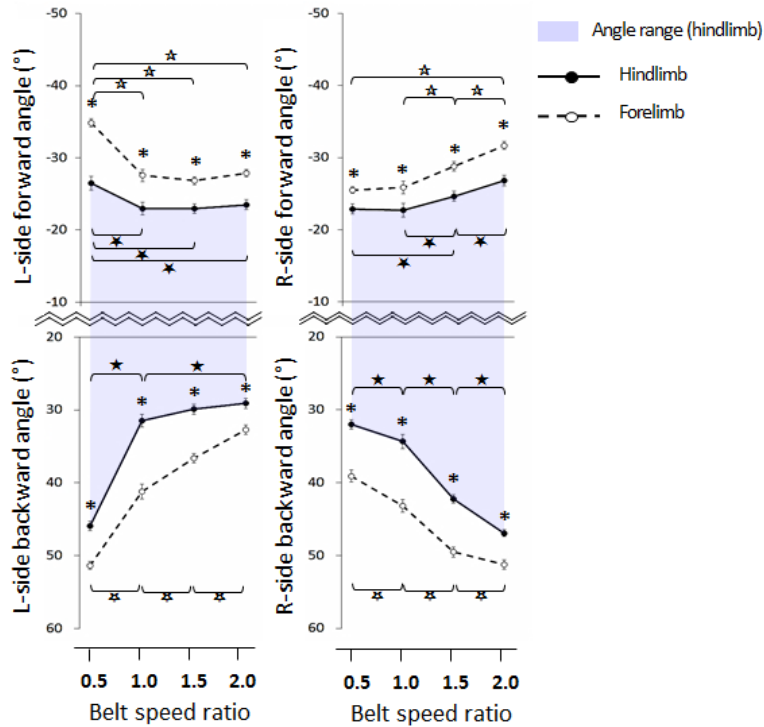 -50
-40
-30
-20
-10
L-side forward angle (°)
-50
-40
-30
-20
-10
R-side forward angle (°)
Angle range (hindlimb)
Hindlimb
Forelimb
20
30
40
50
60
L-side backward angle (°)
20
30
40
50
60
R-side backward angle (°)
0.5 1.0 1.5 2.0
Belt speed ratio
0.5 1.0 1.5 2.0
Belt speed ratio